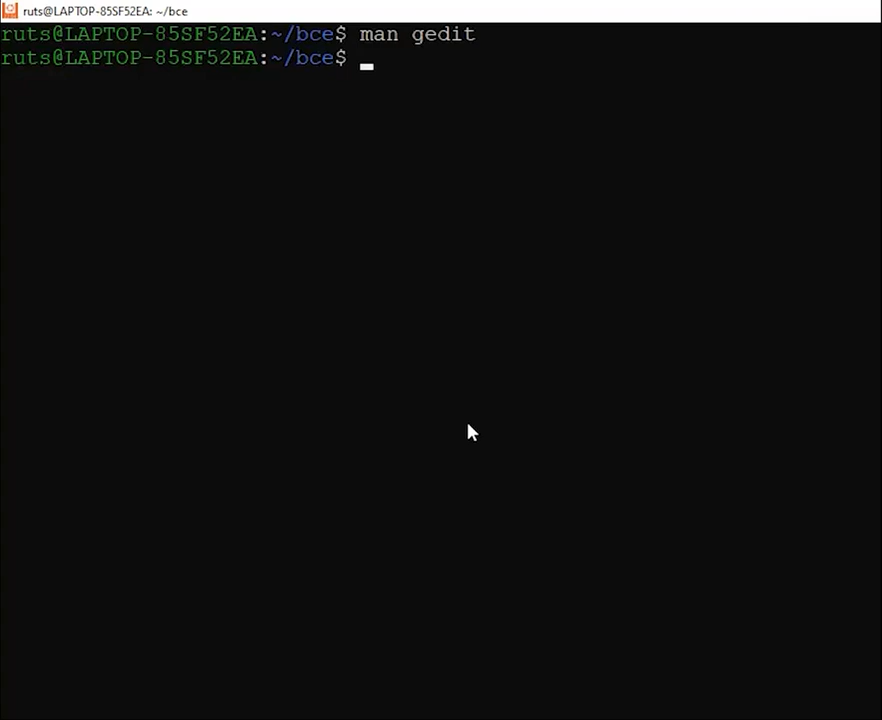 ruts@LAPTOP-85SF52EA: ~/bce
ruts@LAPTOP-85SF52EA:~/bce$ man gedit
ruts@LAPTOP-85SF52EA:~/bce$